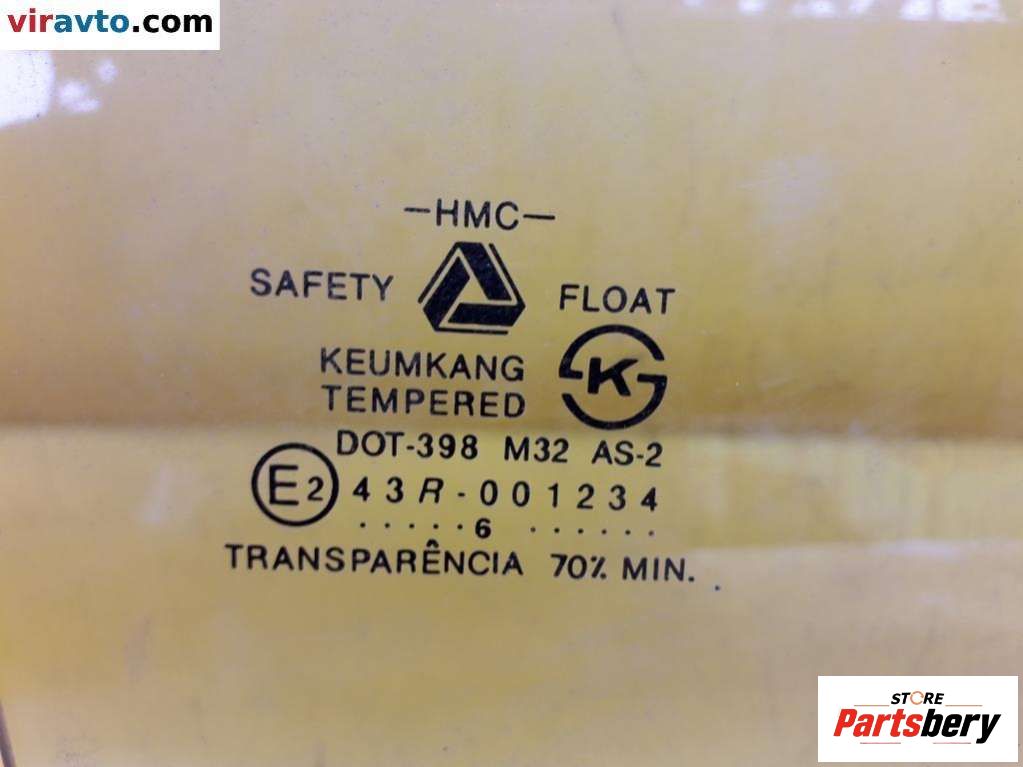 viravto.com
-HMC-
SAFETY FLOAT
K
KEUMKANG
TEMPERED
DOT-398 M32 AS-2
E2 43R-001234
·····6 ······
TRANSPARÊNCIA 70% MIN.
STORE
Partsbery